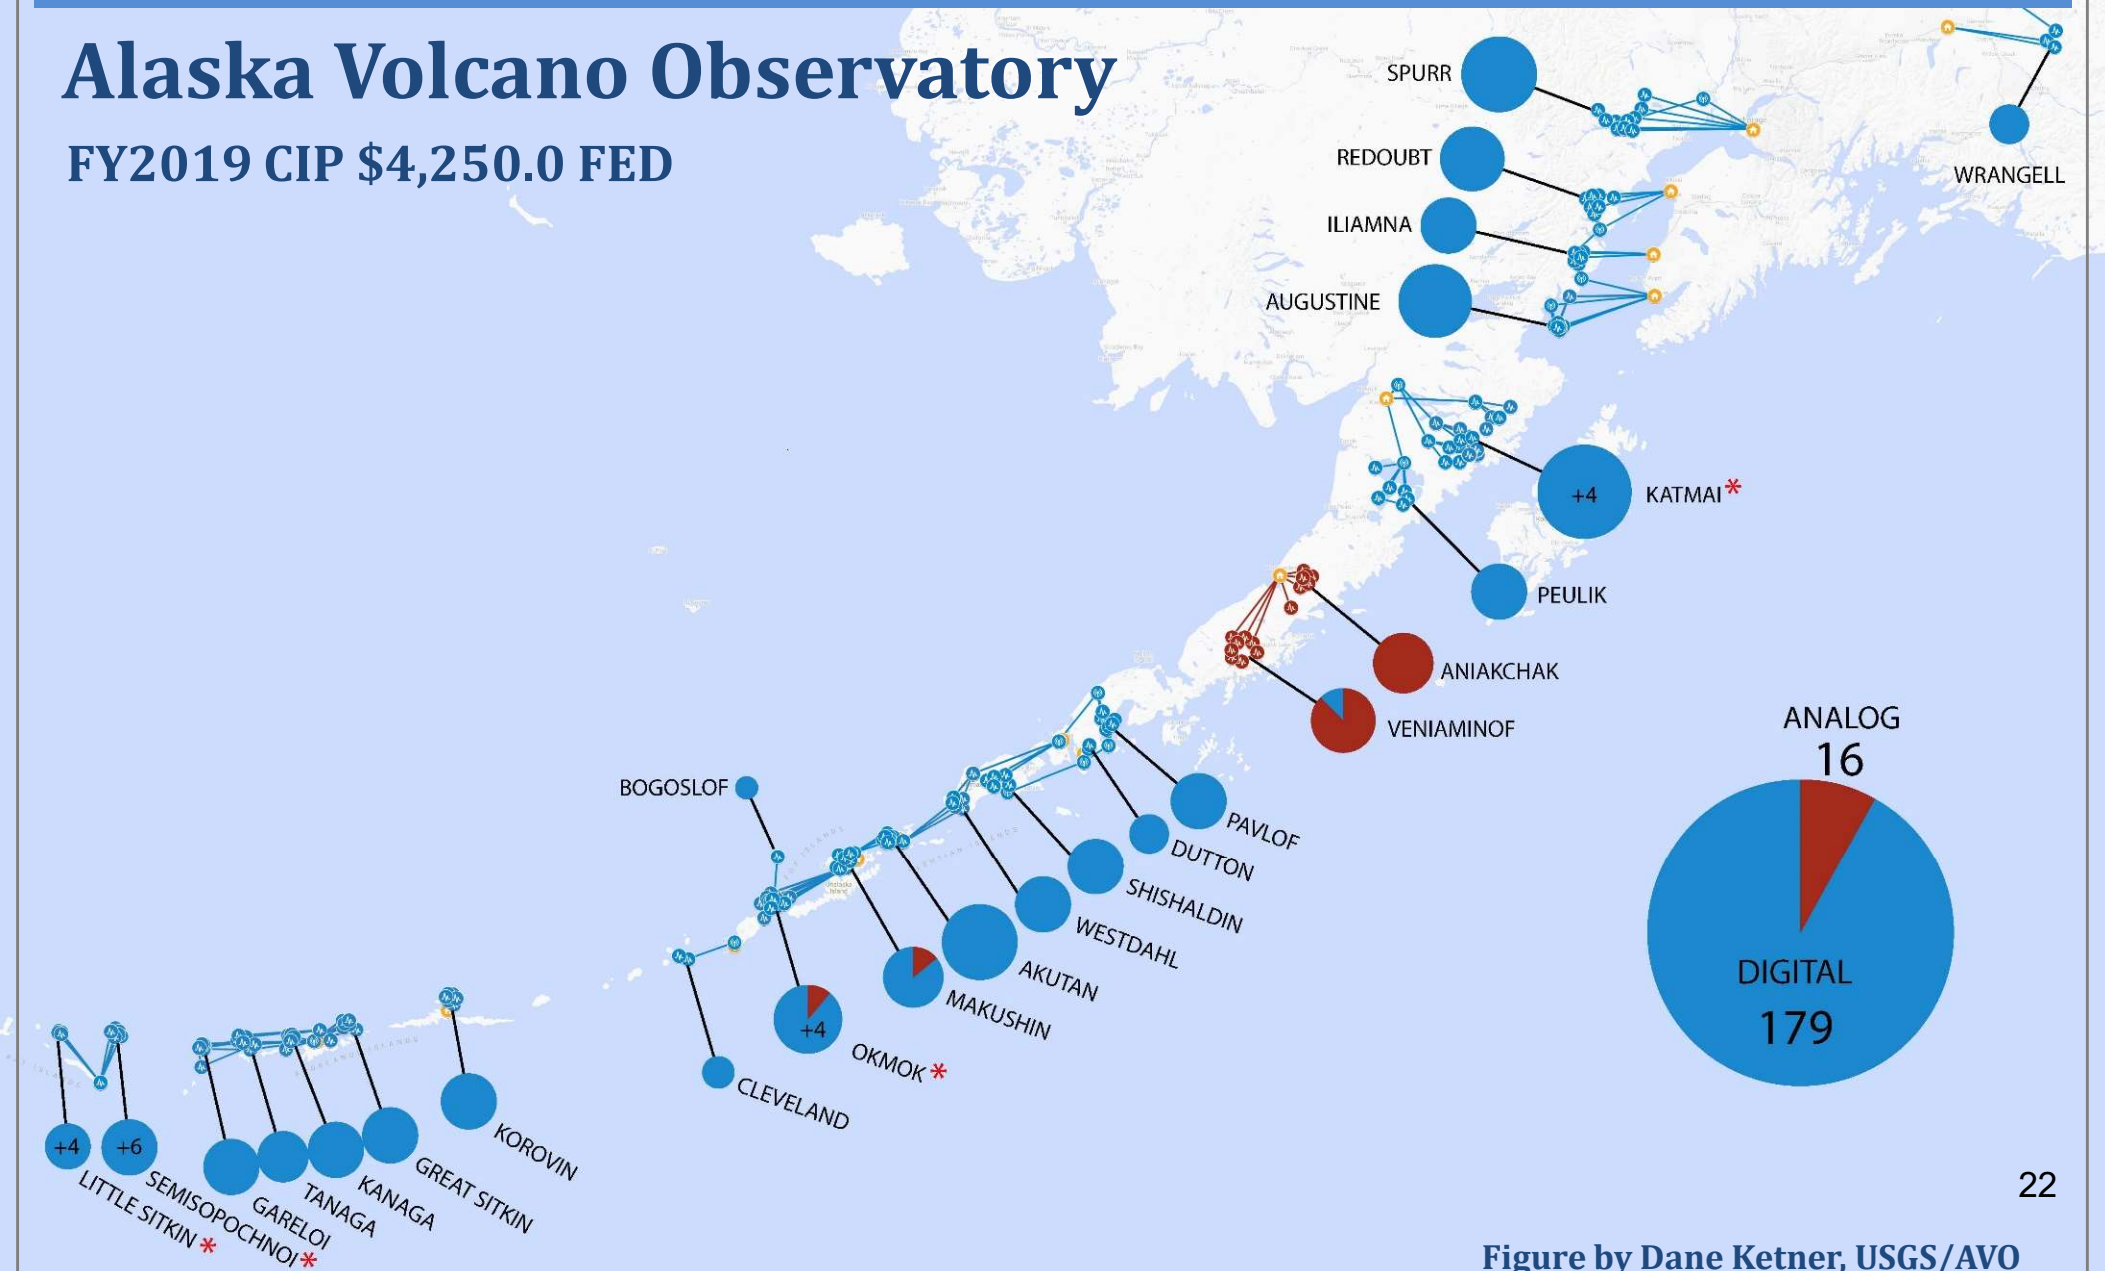 Alaska Volcano Observatory
FY2019 CIP $4,250.0 FED
SPURR
REDOUBT
ILIAMNA
AUGUSTINE
WRANGELL
+4
KATMAI*
PEULIK
ANIAKCHAK
VENIAMINOF
ANALOG
16
DIGITAL
179
BOGOSLOF
PAVLOF
DUTTON
SHISHALDIN
WESTDAHL
AKUTAN
MAKUSHIN
+4
OKMOK*
CLEVELAND
KOROVIN
GREAT SITKIN
KANAGA
TANAGA
GARELOI
+6
SEMISOPOCHNOI*
+4
LITTLE SITKIN*
22
Figure by Dane Ketner, USGS/AVO